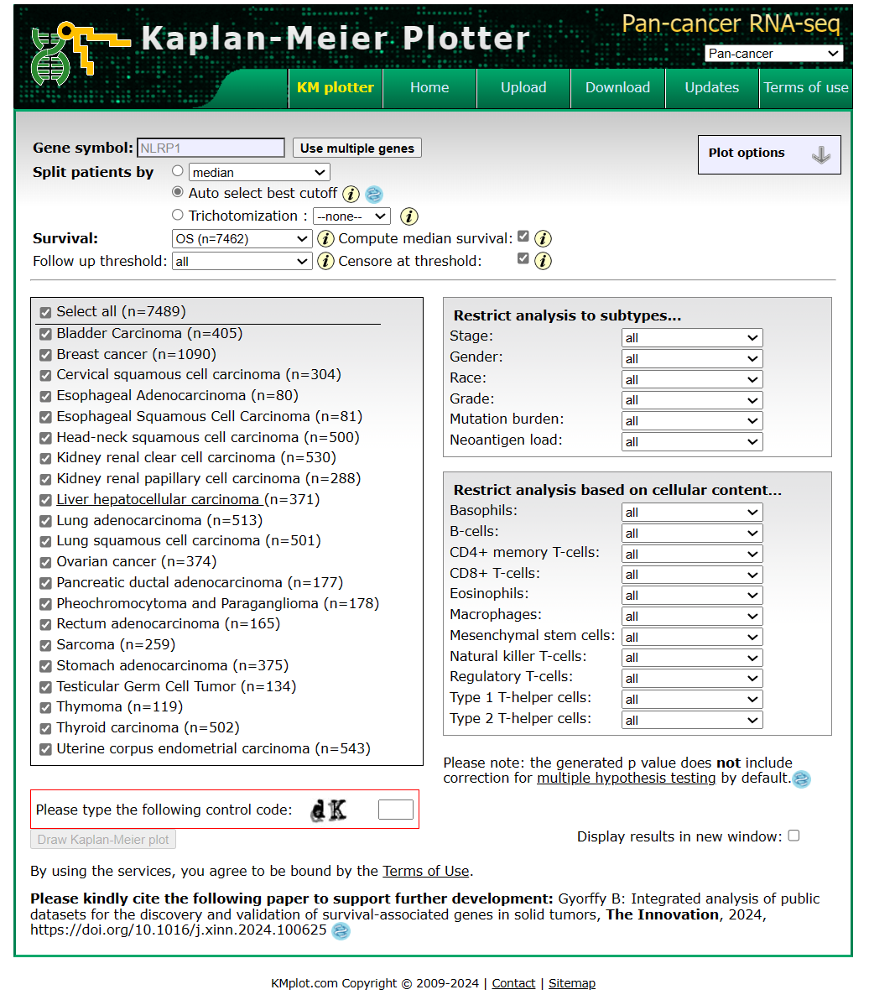 Kaplan-Meier Plotter
Pan-cancer RNA-seq
Pan-cancer
KM plotter Home Upload Download Updates Terms of use
Gene symbol: NLRP1 Use multiple genes
Plot options
Split patients by median
Auto select best cutoff i
Trichotomization : --none-- i
Survival: OS (n=7462) i Compute median survival: i
Follow up threshold: all i Censore at threshold: i
Select all (n=7489)
Bladder Carcinoma (n=405)
Breast cancer (n=1090)
Cervical squamous cell carcinoma (n=304)
Esophageal Adenocarcinoma (n=80)
Esophageal Squamous Cell Carcinoma (n=81)
Head-neck squamous cell carcinoma (n=500)
Kidney renal clear cell carcinoma (n=530)
Kidney renal papillary cell carcinoma (n=288)
Liver hepatocellular carcinoma (n=371)
Lung adenocarcinoma (n=513)
Lung squamous cell carcinoma (n=501)
Ovarian cancer (n=374)
Pancreatic ductal adenocarcinoma (n=177)
Pheochromocytoma and Paraganglioma (n=178)
Rectum adenocarcinoma (n=165)
Sarcoma (n=259)
Stomach adenocarcinoma (n=375)
Testicular Germ Cell Tumor (n=134)
Thymoma (n=119)
Thyroid carcinoma (n=502)
Uterine corpus endometrial carcinoma (n=543)
Restrict analysis to subtypes...
Stage: all
Gender: all
Race: all
Grade: all
Mutation burden: all
Neoantigen load: all
Restrict analysis based on cellular content...
Basophils: all
B-cells: all
CD4+ memory T-cells: all
CD8+ T-cells: all
Eosinophils: all
Macrophages: all
Mesenchymal stem cells: all
Natural killer T-cells: all
Regulatory T-cells: all
Type 1 T-helper cells: all
Type 2 T-helper cells: all
Please note: the generated p value does not include
correction for multiple hypothesis testing by default.
Please type the following control code: dK
Draw Kaplan-Meier plot
Display results in new window:
By using the services, you agree to be bound by the Terms of Use.
Please kindly cite the following paper to support further development: Gyorffy B: Integrated analysis of public
datasets for the discovery and validation of survival-associated genes in solid tumors, The Innovation, 2024,
https://doi.org/10.1016/j.xinn.2024.100625
KMplot.com Copyright © 2009-2024 | Contact | Sitemap